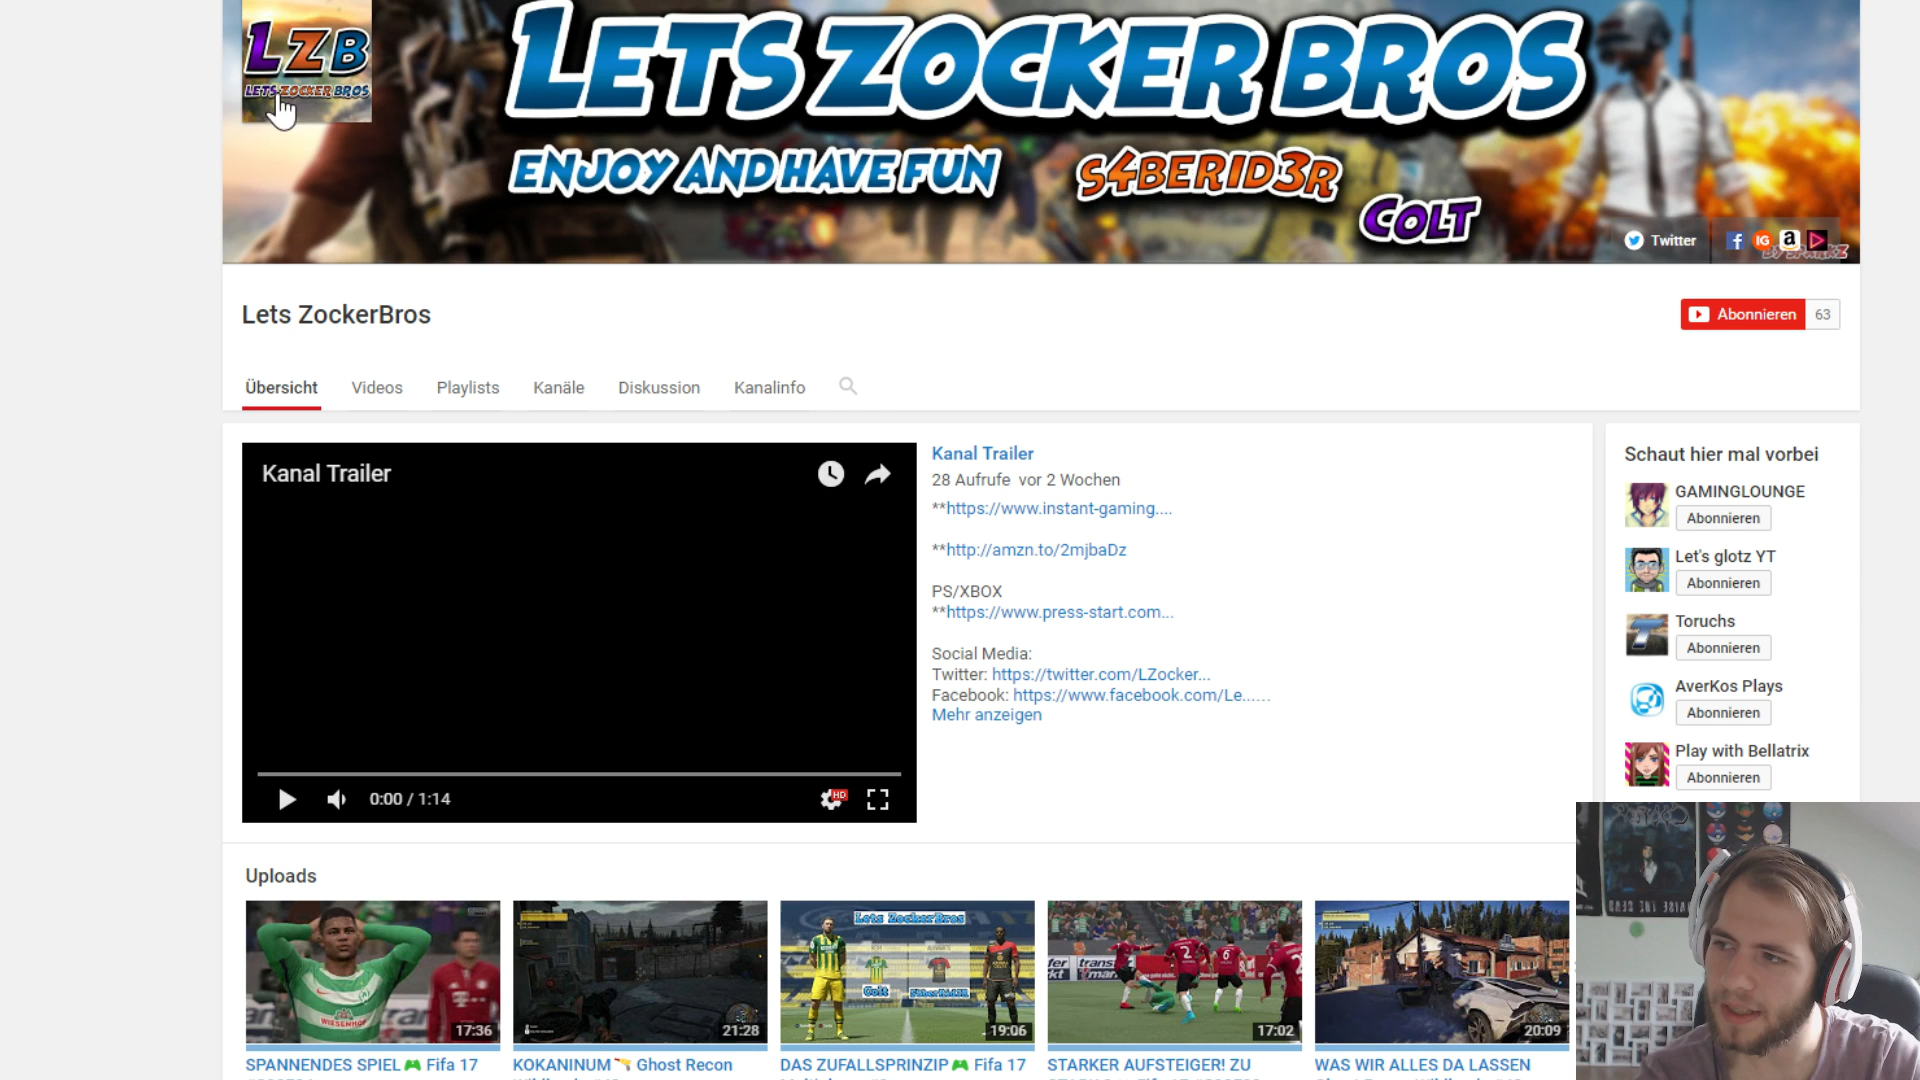 LZB
LETS ZOCKER BROS
LETS ZOCKER BROS
ENJOY AND HAVE FUN
S4BERID3R
COLT
Twitter
Lets ZockerBros
Abonnieren
63
Übersicht
Videos
Playlists
Kanäle
Diskussion
Kanalinfo
Kanal Trailer
0:00 / 1:14
HD
Kanal Trailer
28 Aufrufe vor 2 Wochen
**https://www.instant-gaming....
**http://amzn.to/2mjbaDz
PS/XBOX
**https://www.press-start.com...
Social Media:
Twitter: https://twitter.com/LZocker...
Facebook: https://www.facebook.com/Le......
Mehr anzeigen
Schaut hier mal vorbei
GAMINGLOUNGE
Abonnieren
Let's glotz YT
Abonnieren
Toruchs
Abonnieren
AverKos Plays
Abonnieren
Play with Bellatrix
Abonnieren
Uploads
WIESENHOF
17:36
21:28
Lets ZockerBros
Colt
S4berid3r
19:06
17:02
20:09
SPANNENDES SPIEL🎮 Fifa 17
KOKANINUM🔫 Ghost Recon
DAS ZUFALLSPRINZIP🎮 Fifa 17
STARKER AUFSTEIGER! ZU
WAS WIR ALLES DA LASSEN